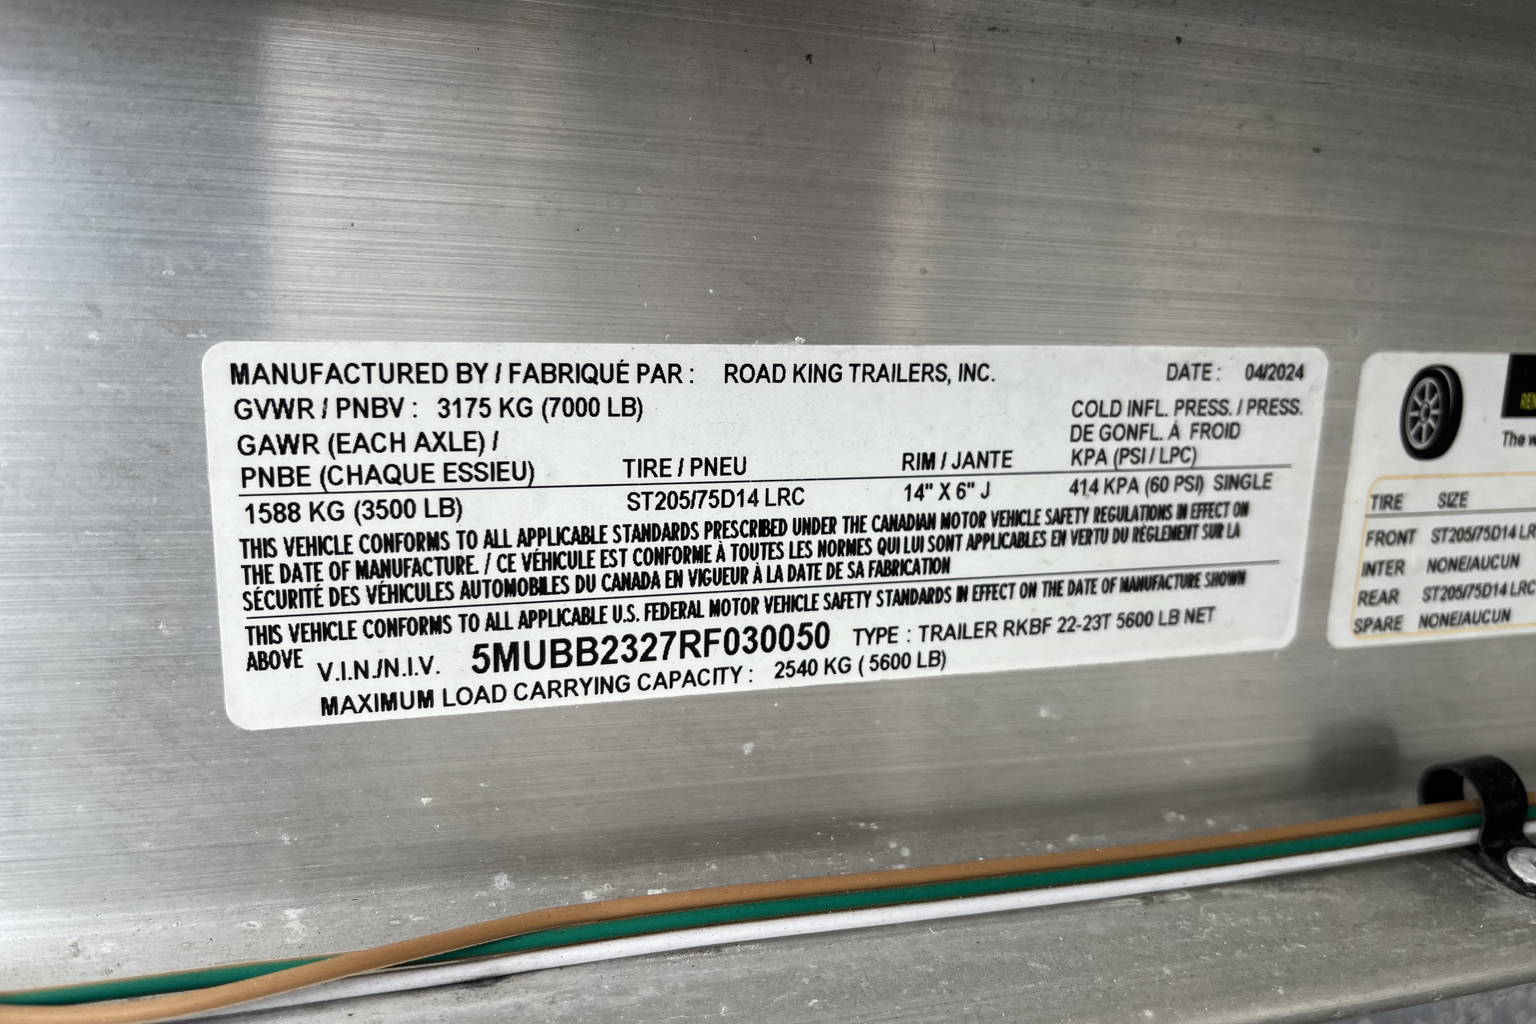 MANUFACTURED BY / FABRIQUÉ PAR : ROAD KING TRAILERS, INC. DATE : 04/2024
GVWR / PNBV : 3175 KG (7000 LB)
GAWR (EACH AXLE) /
PNBE (CHAQUE ESSIEU) TIRE / PNEU RIM / JANTE
COLD INFL. PRESS. / PRESS.
DE GONFL. À FROID
KPA (PSI / LPC)
1588 KG (3500 LB) ST205/75D14 LRC 14" X 6" J 414 KPA (60 PSI) SINGLE
THIS VEHICLE CONFORMS TO ALL APPLICABLE STANDARDS PRESCRIBED UNDER THE CANADIAN MOTOR VEHICLE SAFETY REGULATIONS IN EFFECT ON
THE DATE OF MANUFACTURE. / CE VÉHICULE EST CONFORME À TOUTES LES NORMES QUI LUI SONT APPLICABLES EN VERTU DU RÈGLEMENT SUR LA
SÉCURITÉ DES VÉHICULES AUTOMOBILES DU CANADA EN VIGUEUR À LA DATE DE SA FABRICATION
THIS VEHICLE CONFORMS TO ALL APPLICABLE U.S. FEDERAL MOTOR VEHICLE SAFETY STANDARDS IN EFFECT ON THE DATE OF MANUFACTURE SHOWN
ABOVE V.I.N./N.I.V. 5MUBB2327RF030050 TYPE : TRAILER RKBF 22-23T 5600 LB NET
MAXIMUM LOAD CARRYING CAPACITY : 2540 KG ( 5600 LB)
The
TIRE SIZE
FRONT ST205/75D14 LR
INTER NONE/AUCUN
REAR ST205/75D14 LRC
SPARE NONE/AUCUN